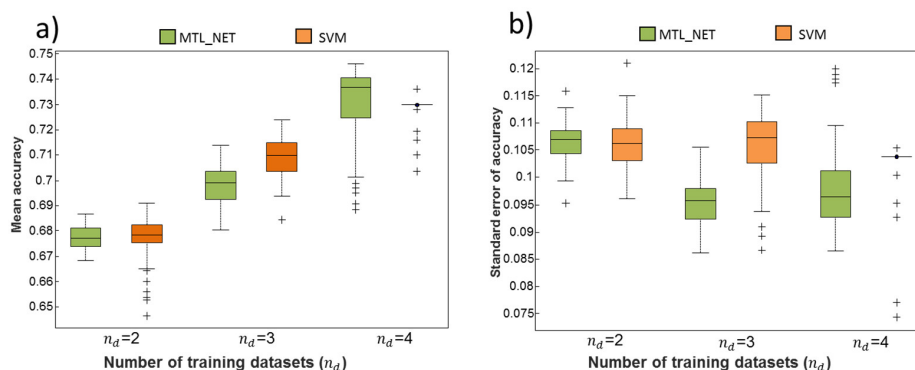 a)
MTL_NET SVM
0.75
0.74
0.73
0.72
0.71
0.7
0.69
0.68
0.67
0.66
0.65
Mean accuracy
n_d=2 n_d=3 n_d=4
Number of training datasets (n_d)
b)
MTL_NET SVM
0.12
0.115
0.11
0.105
0.1
0.095
0.09
0.085
0.08
0.075
Standard error of accuracy
n_d=2 n_d=3 n_d=4
Number of training datasets (n_d)